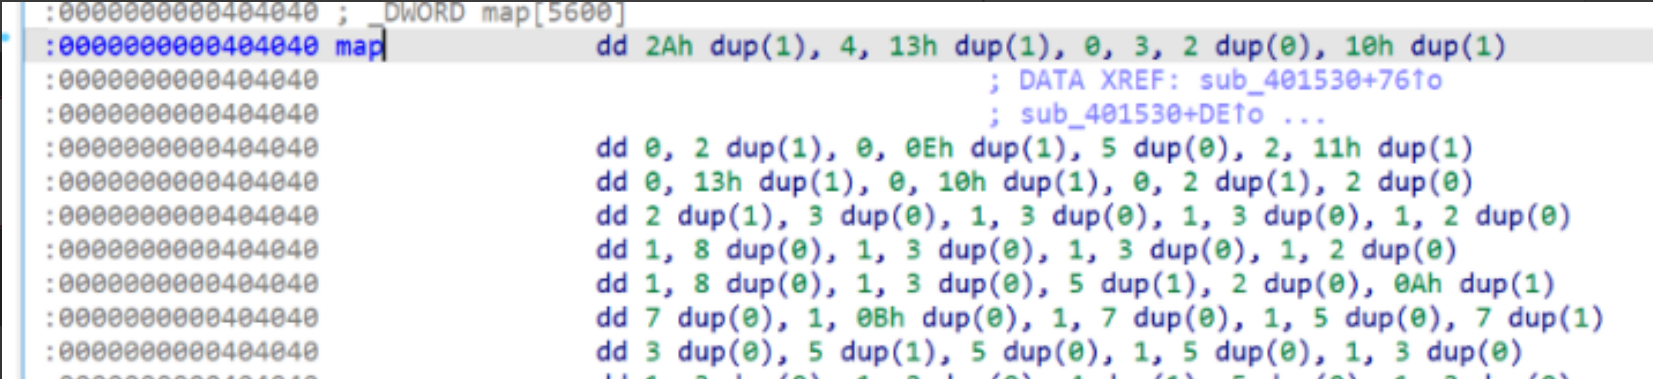 :0000000000404040 ; _DWORD map[5600]
:0000000000404040 map dd 2Ah dup(1), 4, 13h dup(1), 0, 3, 2 dup(0), 10h dup(1)
:0000000000404040 ; DATA XREF: sub_401530+76↑o
:0000000000404040 ; sub_401530+DE↑o ...
:0000000000404040 dd 0, 2 dup(1), 0, 0Eh dup(1), 5 dup(0), 2, 11h dup(1)
:0000000000404040 dd 0, 13h dup(1), 0, 10h dup(1), 0, 2 dup(1), 2 dup(0)
:0000000000404040 dd 2 dup(1), 3 dup(0), 1, 3 dup(0), 1, 3 dup(0), 1, 2 dup(0)
:0000000000404040 dd 1, 8 dup(0), 1, 3 dup(0), 1, 3 dup(0), 1, 2 dup(0)
:0000000000404040 dd 1, 8 dup(0), 1, 3 dup(0), 5 dup(1), 2 dup(0), 0Ah dup(1)
:0000000000404040 dd 7 dup(0), 1, 0Bh dup(0), 1, 7 dup(0), 1, 5 dup(0), 7 dup(1)
:0000000000404040 dd 3 dup(0), 5 dup(1), 5 dup(0), 1, 5 dup(0), 1, 3 dup(0)